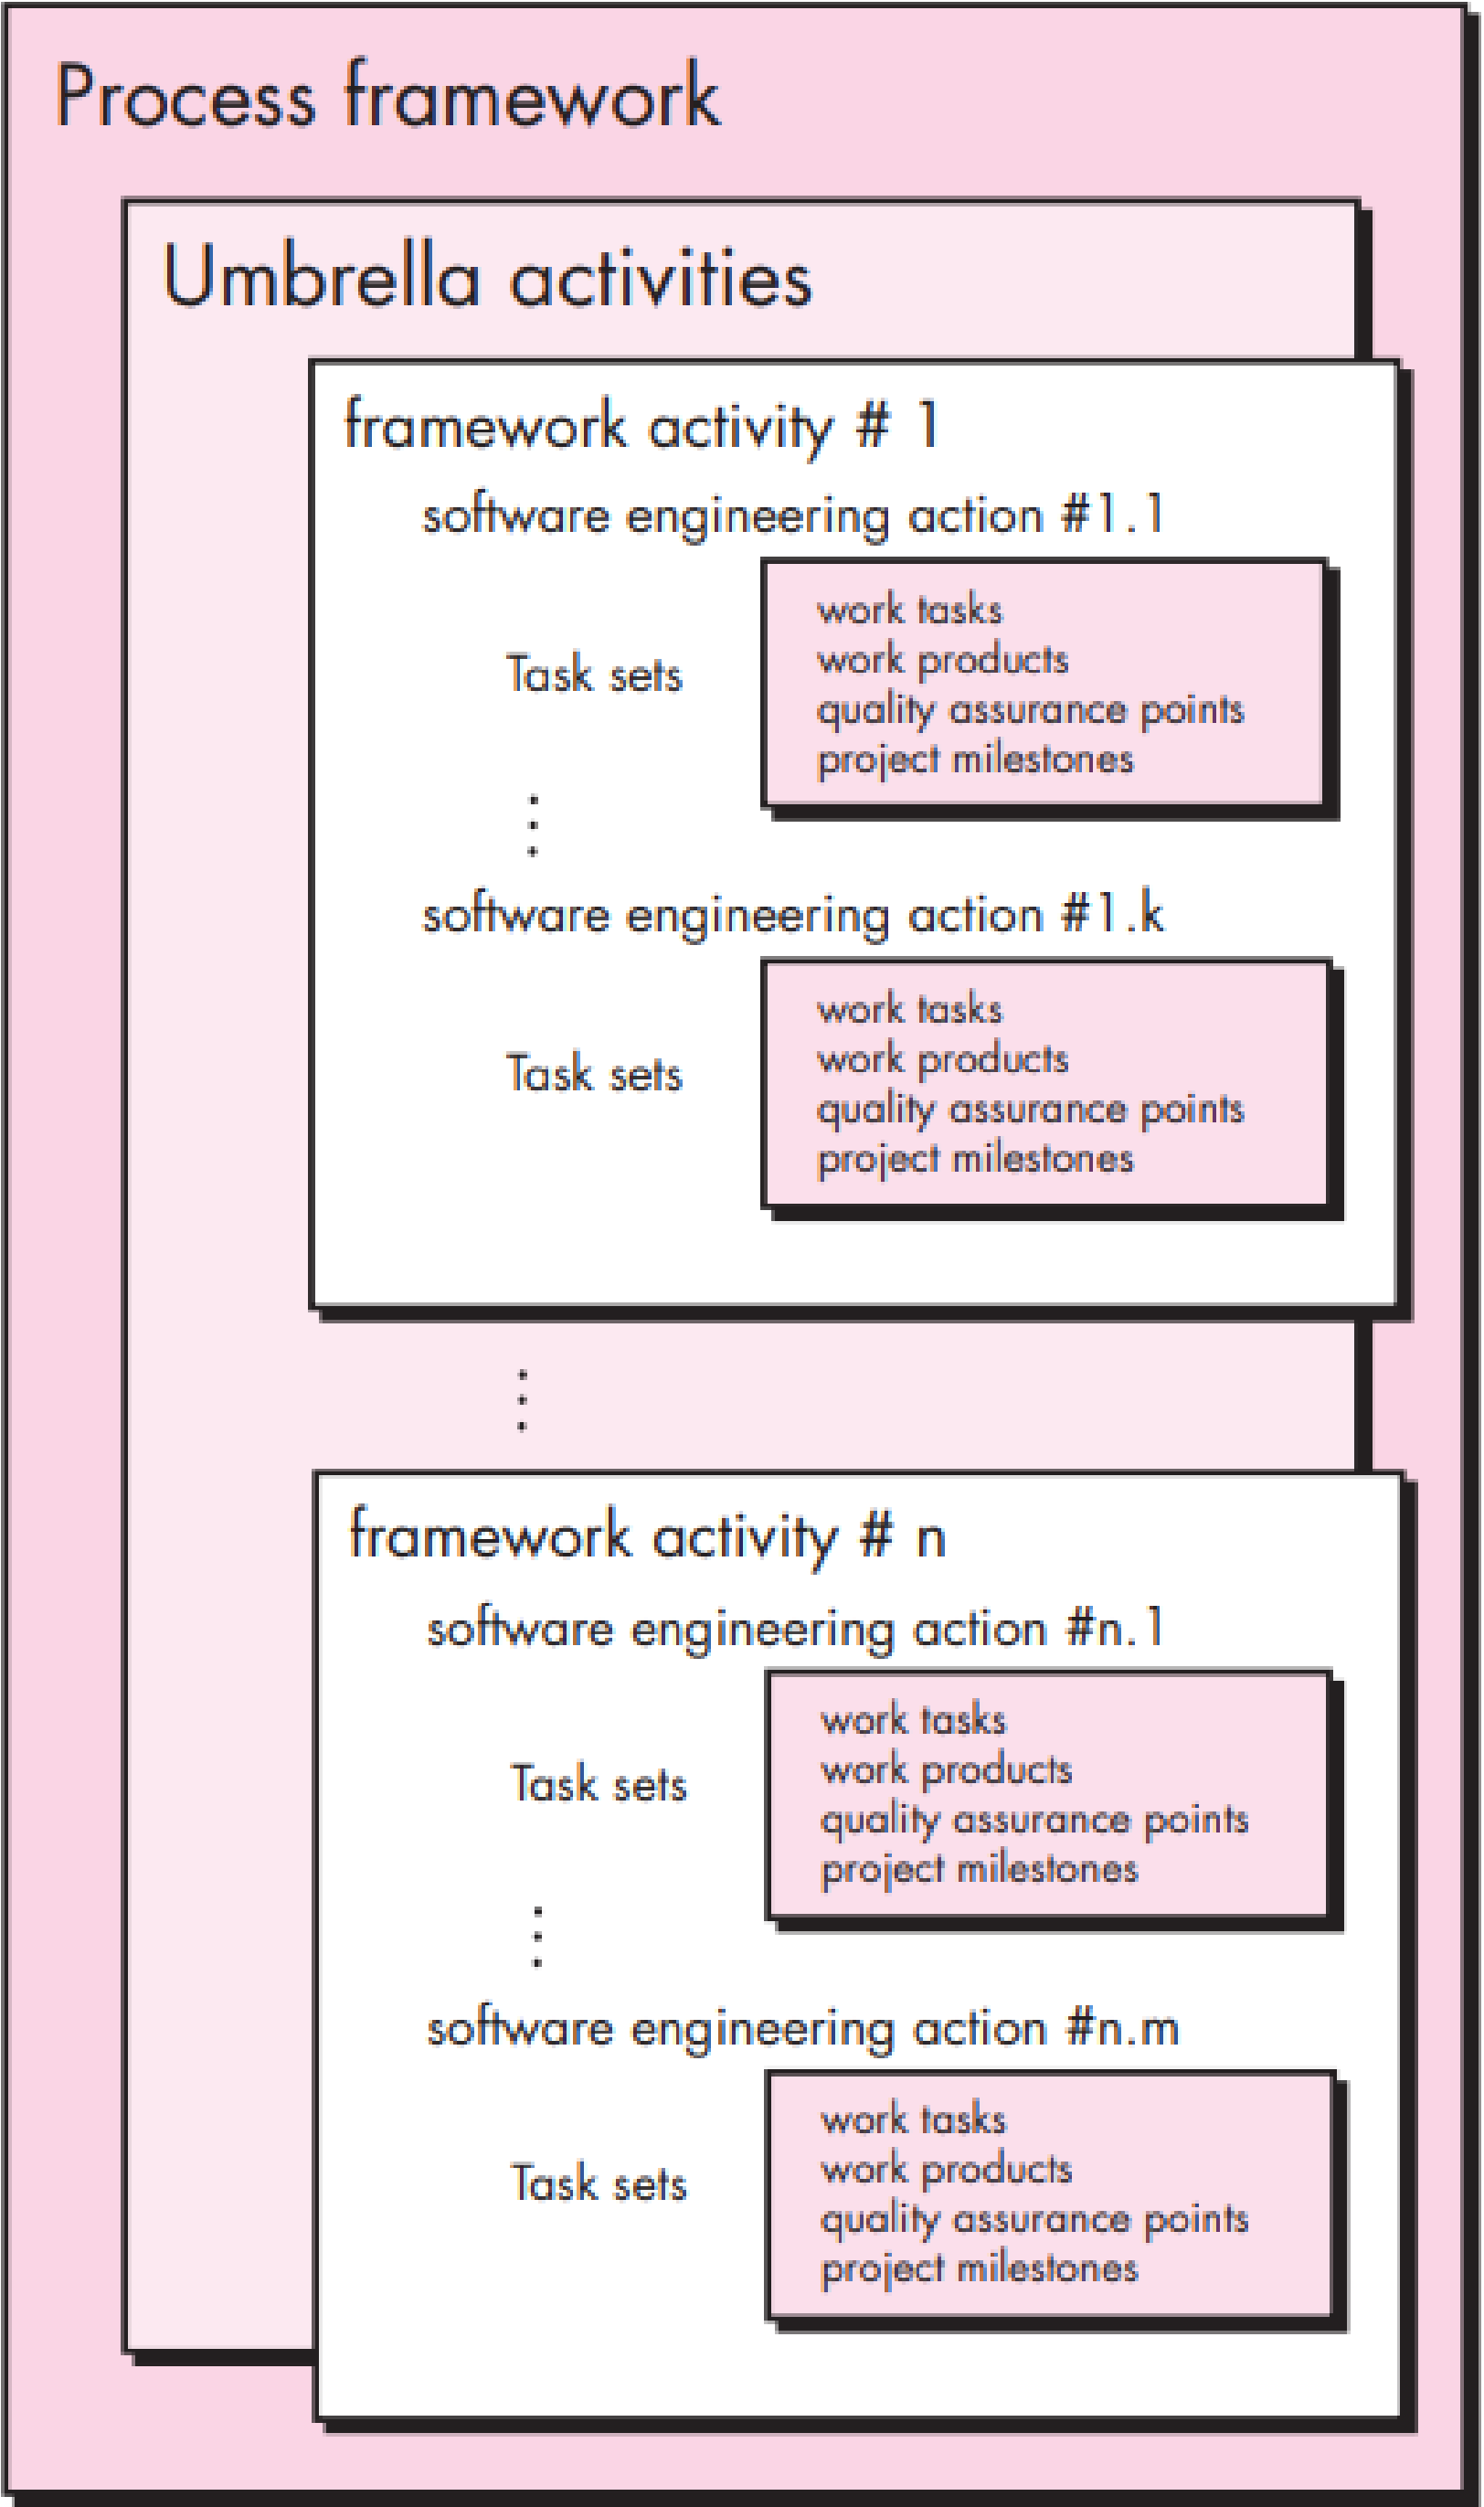 Process framework
Umbrella activities
framework activity # 1
software engineering action #1.1
Task sets
work tasks
work products
quality assurance points
project milestones
software engineering action #1.k
Task sets
work tasks
work products
quality assurance points
project milestones
framework activity # n
software engineering action #n.1
Task sets
work tasks
work products
quality assurance points
project milestones
software engineering action #n.m
Task sets
work tasks
work products
quality assurance points
project milestones